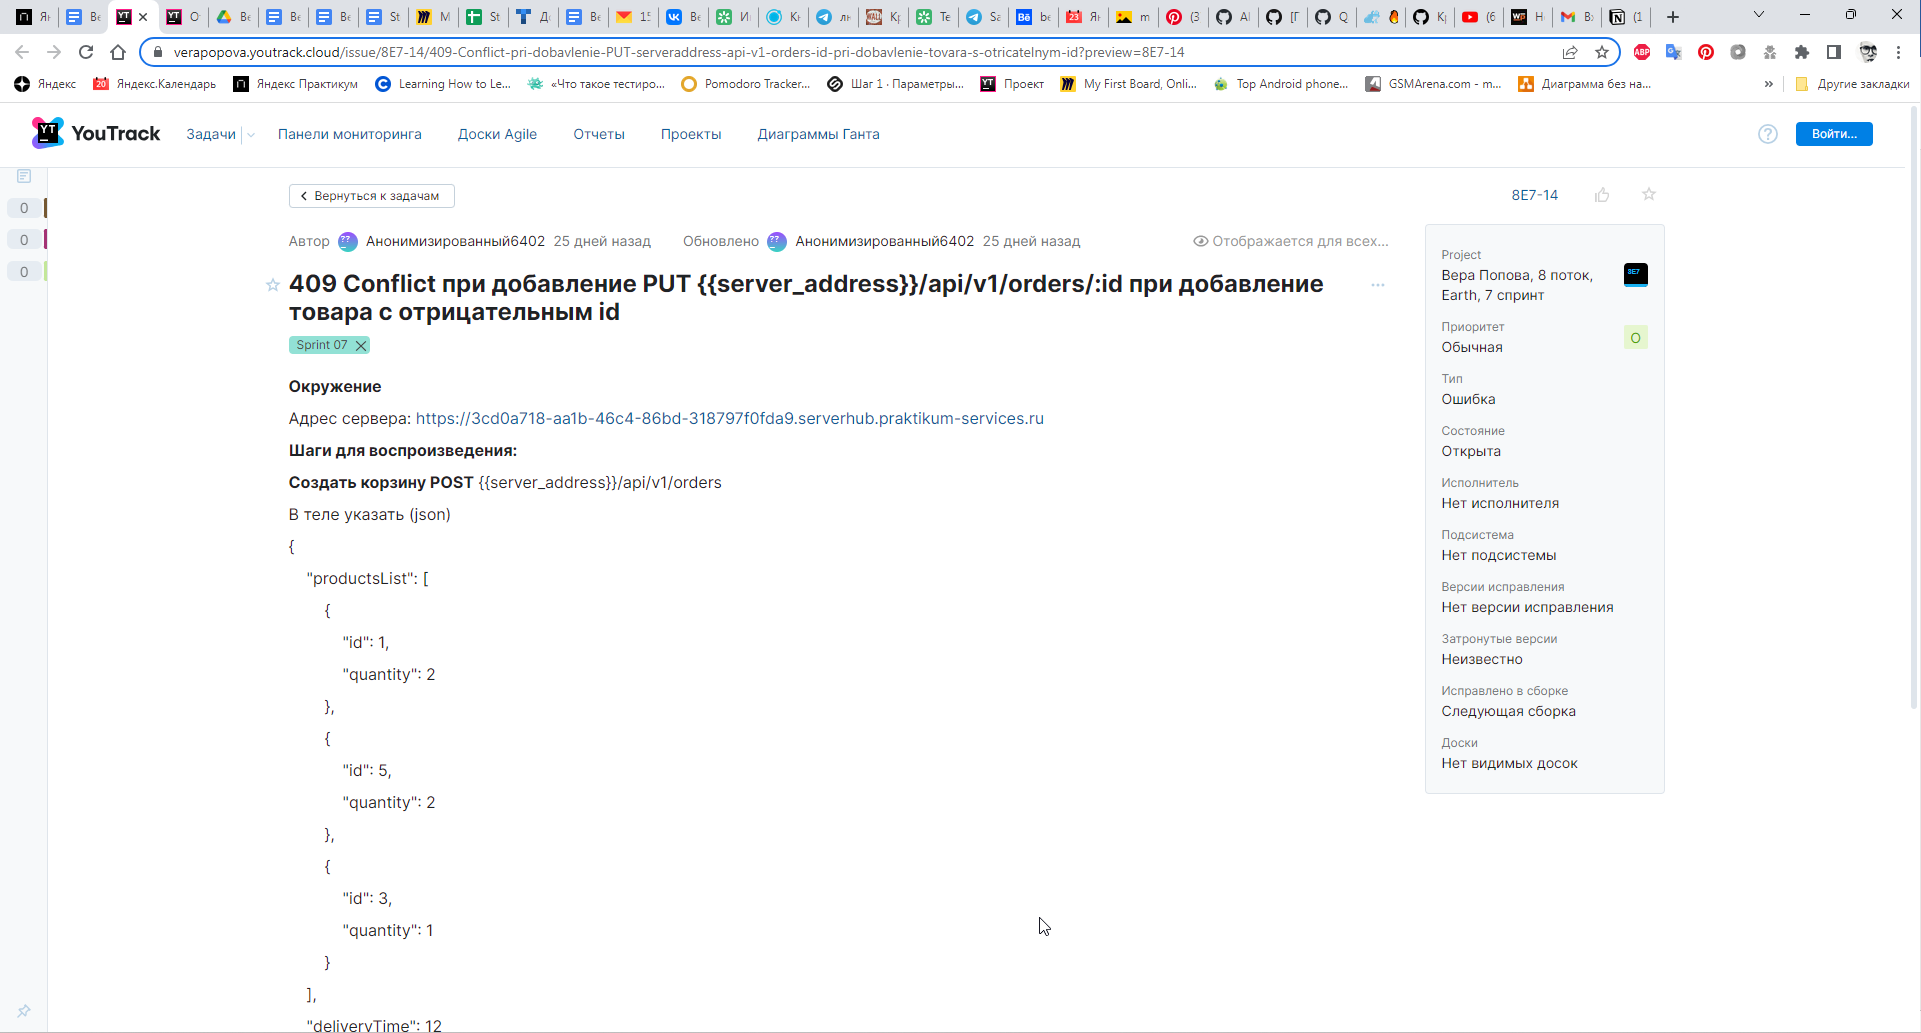 verapopova.youtrack.cloud/issue/8E7-14/409-Conflict-pri-dobavlenie-PUT-serveraddress-api-v1-orders-id-pri-dobavlenie-tovara-s-otricatelnym-id?preview=8E7-14
Яндекс
Яндекс.Календарь
Яндекс Практикум
Learning How to Le...
«Что такое тестиро...
Pomodoro Tracker...
Шаг 1 · Параметры...
Проект
My First Board, Onli...
Top Android phone...
GSMArena.com - m...
Диаграмма без на...
»
Другие закладки
YouTrack
Задачи
Панели мониторинга
Доски Agile
Отчеты
Проекты
Диаграммы Ганта
Войти...
0
0
0
Вернуться к задачам
8E7-14
Автор Анонимизированный6402 25 дней назад Обновлено Анонимизированный6402 25 дней назад
Отображается для всех...
409 Conflict при добавление PUT {{server_address}}/api/v1/orders/:id при добавление
товара с отрицательным id
Sprint 07
Окружение
Адрес сервера: https://3cd0a718-aa1b-46c4-86bd-318797f0fda9.serverhub.praktikum-services.ru
Шаги для воспроизведения:
Создать корзину POST {{server_address}}/api/v1/orders
В теле указать (json)
{
"productsList": [
{
"id": 1,
"quantity": 2
},
{
"id": 5,
"quantity": 2
},
{
"id": 3,
"quantity": 1
}
],
"deliveryTime": 12
Project
Вера Попова, 8 поток,
Earth, 7 спринт
8E7
Приоритет
Обычная
О
Тип
Ошибка
Состояние
Открыта
Исполнитель
Нет исполнителя
Подсистема
Нет подсистемы
Версии исправления
Нет версии исправления
Затронутые версии
Неизвестно
Исправлено в сборке
Следующая сборка
Доски
Нет видимых досок